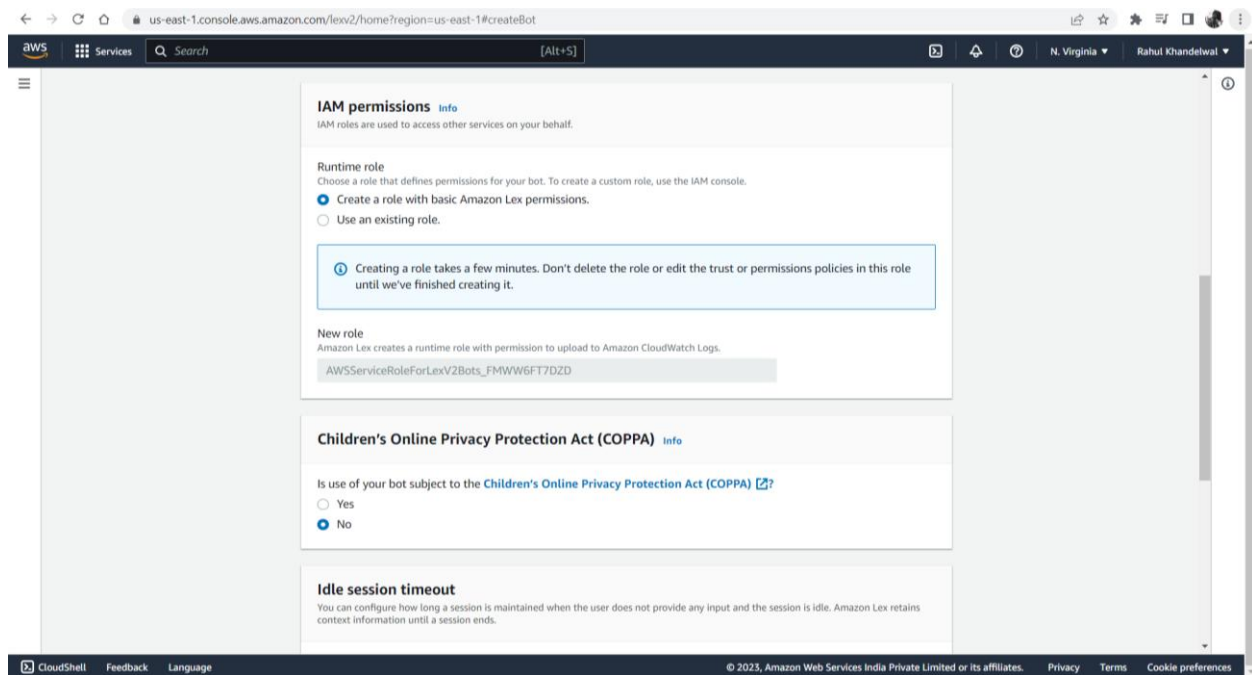 us-east-1.console.aws.amazon.com/lexv2/home?region=us-east-1#createBot
aws Services Search [Alt+S] N. Virginia ▼ Rahul Khandelwal ▼
IAM permissions Info
IAM roles are used to access other services on your behalf.
Runtime role
Choose a role that defines permissions for your bot. To create a custom role, use the IAM console.
Create a role with basic Amazon Lex permissions.
Use an existing role.
Creating a role takes a few minutes. Don't delete the role or edit the trust or permissions policies in this role
until we've finished creating it.
New role
Amazon Lex creates a runtime role with permission to upload to Amazon CloudWatch Logs.
AWSServiceRoleForLexV2Bots_FMWW6FT7DZD
Children's Online Privacy Protection Act (COPPA) Info
Is use of your bot subject to the Children's Online Privacy Protection Act (COPPA) ?
Yes
No
Idle session timeout
You can configure how long a session is maintained when the user does not provide any input and the session is idle. Amazon Lex retains
context information until a session ends.
CloudShell Feedback Language © 2023, Amazon Web Services India Private Limited or its affiliates. Privacy Terms Cookie preferences